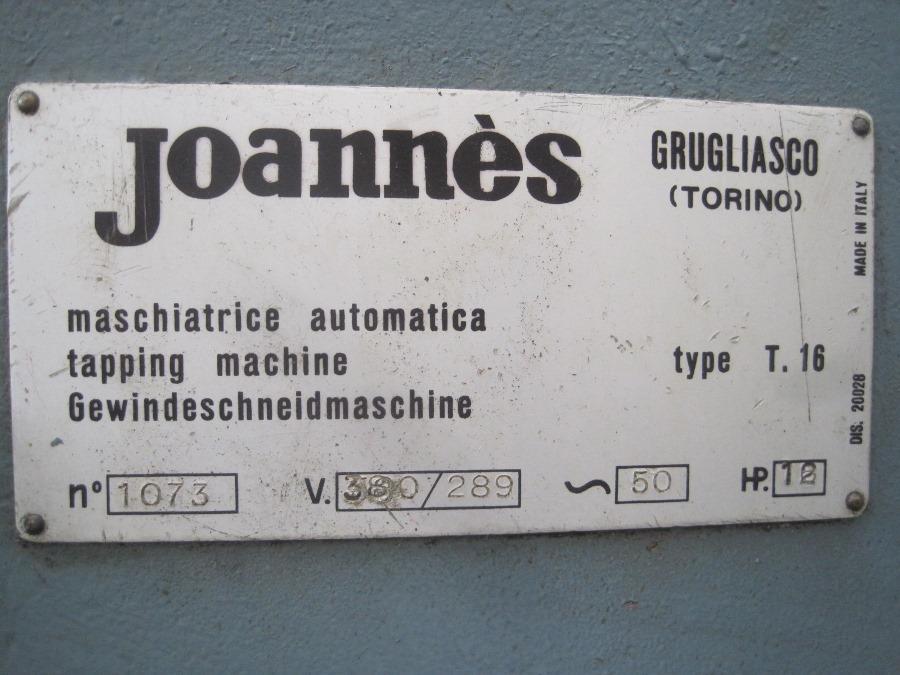 Joannès
GRUGLIASCO
(TORINO)
MADE IN ITALY
maschiatrice automatica
tapping machine
Gewindeschneidmaschine
type T. 16
DIS. 20028
n° 1073
V. 380/289
~ 50
HP. 12